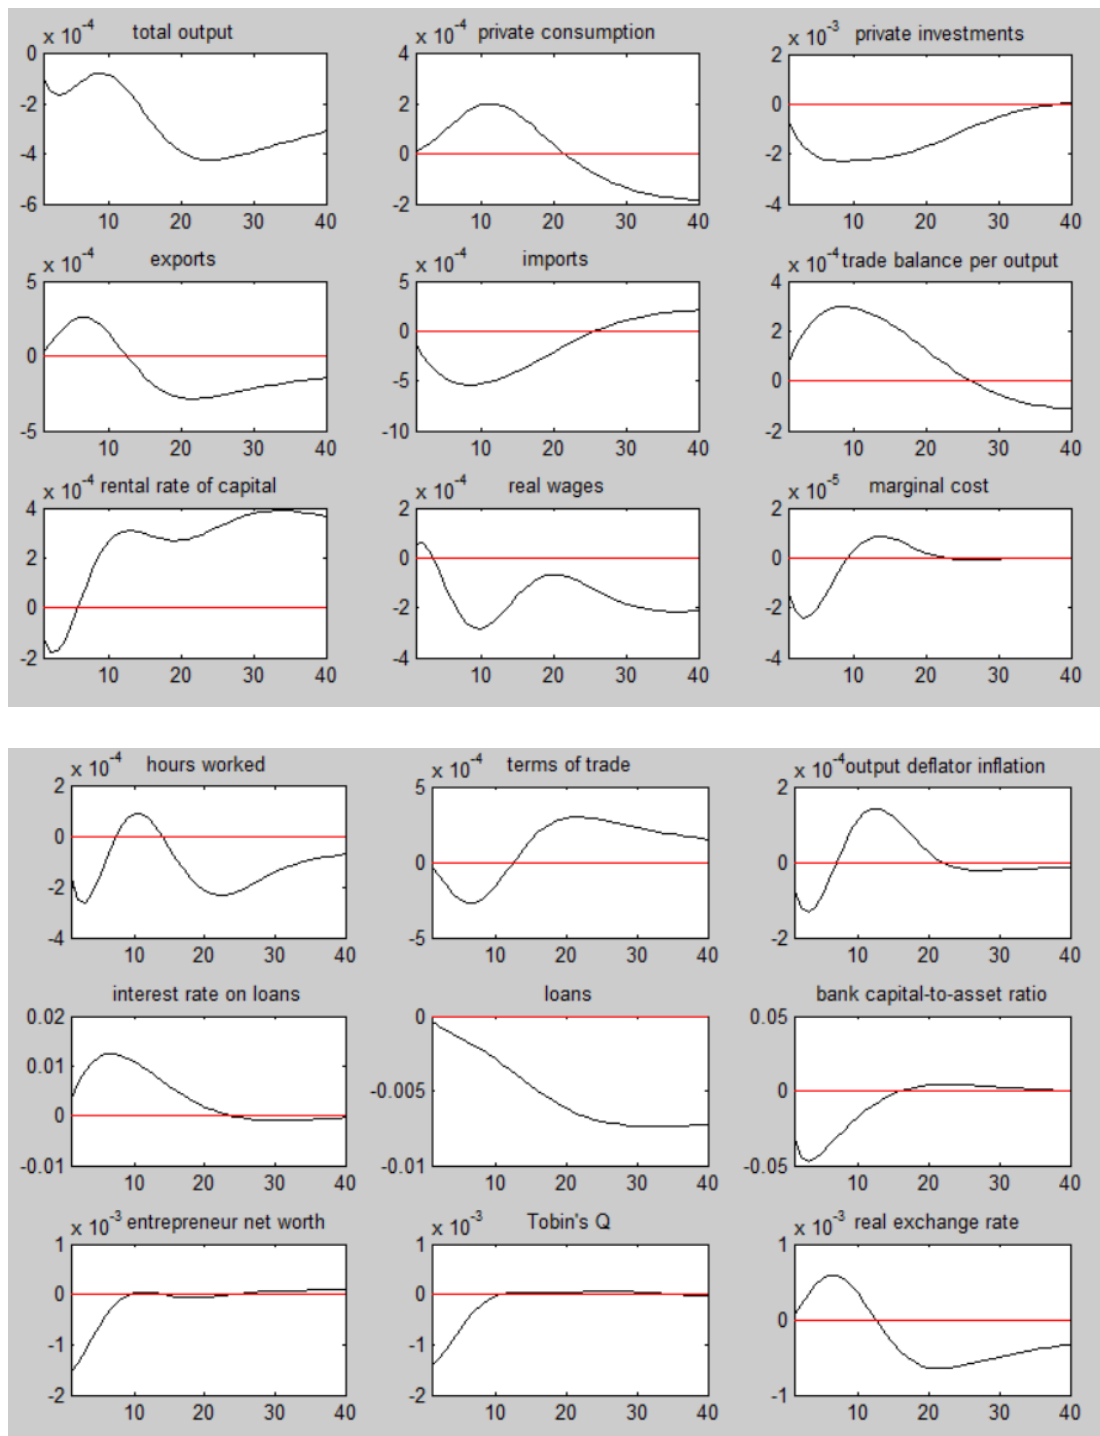 x 10-4 total output
0
-2
-4
-6
10 20 30 40
x 10-4 private consumption
4
2
0
-2
10 20 30 40
x 10-3 private investments
2
0
-2
-4
10 20 30 40
x 10-4 exports
5
0
-5
10 20 30 40
x 10-4 imports
5
0
-5
-10
10 20 30 40
x 10-4 trade balance per output
4
2
0
-2
10 20 30 40
x 10-4 rental rate of capital
4
2
0
-2
10 20 30 40
x 10-4 real wages
2
0
-2
-4
10 20 30 40
x 10-5 marginal cost
2
0
-2
-4
10 20 30 40
x 10-4 hours worked
2
0
-2
-4
10 20 30 40
x 10-4 terms of trade
5
0
-5
10 20 30 40
x 10-4 output deflator inflation
2
0
-2
10 20 30 40
interest rate on loans
0.02
0.01
0
-0.01
10 20 30 40
loans
0
-0.005
-0.01
10 20 30 40
bank capital-to-asset ratio
0.05
0
-0.05
10 20 30 40
x 10-3 entrepreneur net worth
1
0
-1
-2
10 20 30 40
x 10-3 Tobin's Q
1
0
-1
-2
10 20 30 40
x 10-3 real exchange rate
1
0
-1
10 20 30 40